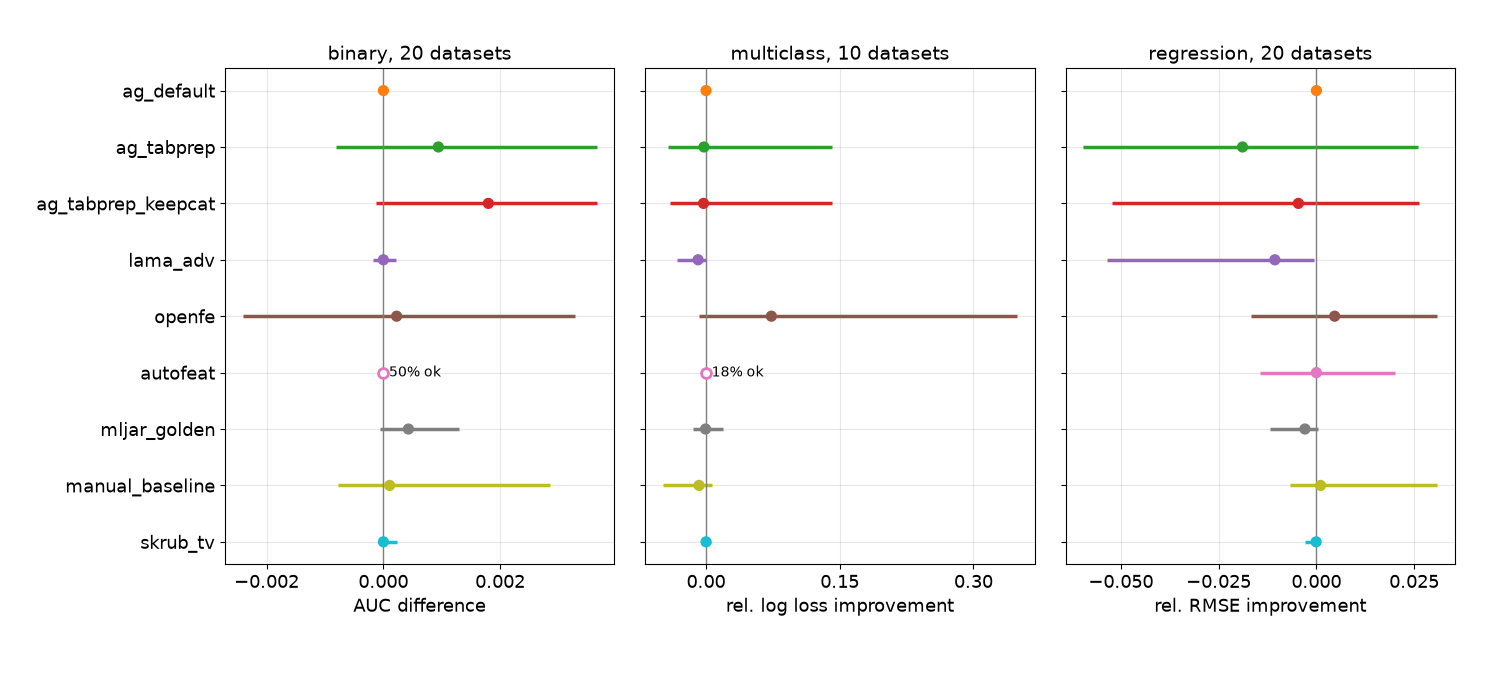 binary, 20 datasets
multiclass, 10 datasets
regression, 20 datasets
ag_default
ag_tabprep
ag_tabprep_keepcat
lama_adv
openfe
autofeat
50% ok
18% ok
mljar_golden
manual_baseline
skrub_tv
−0.002 0.000 0.002
0.00 0.15 0.30
−0.050 −0.025 0.000 0.025
AUC difference
rel. log loss improvement
rel. RMSE improvement